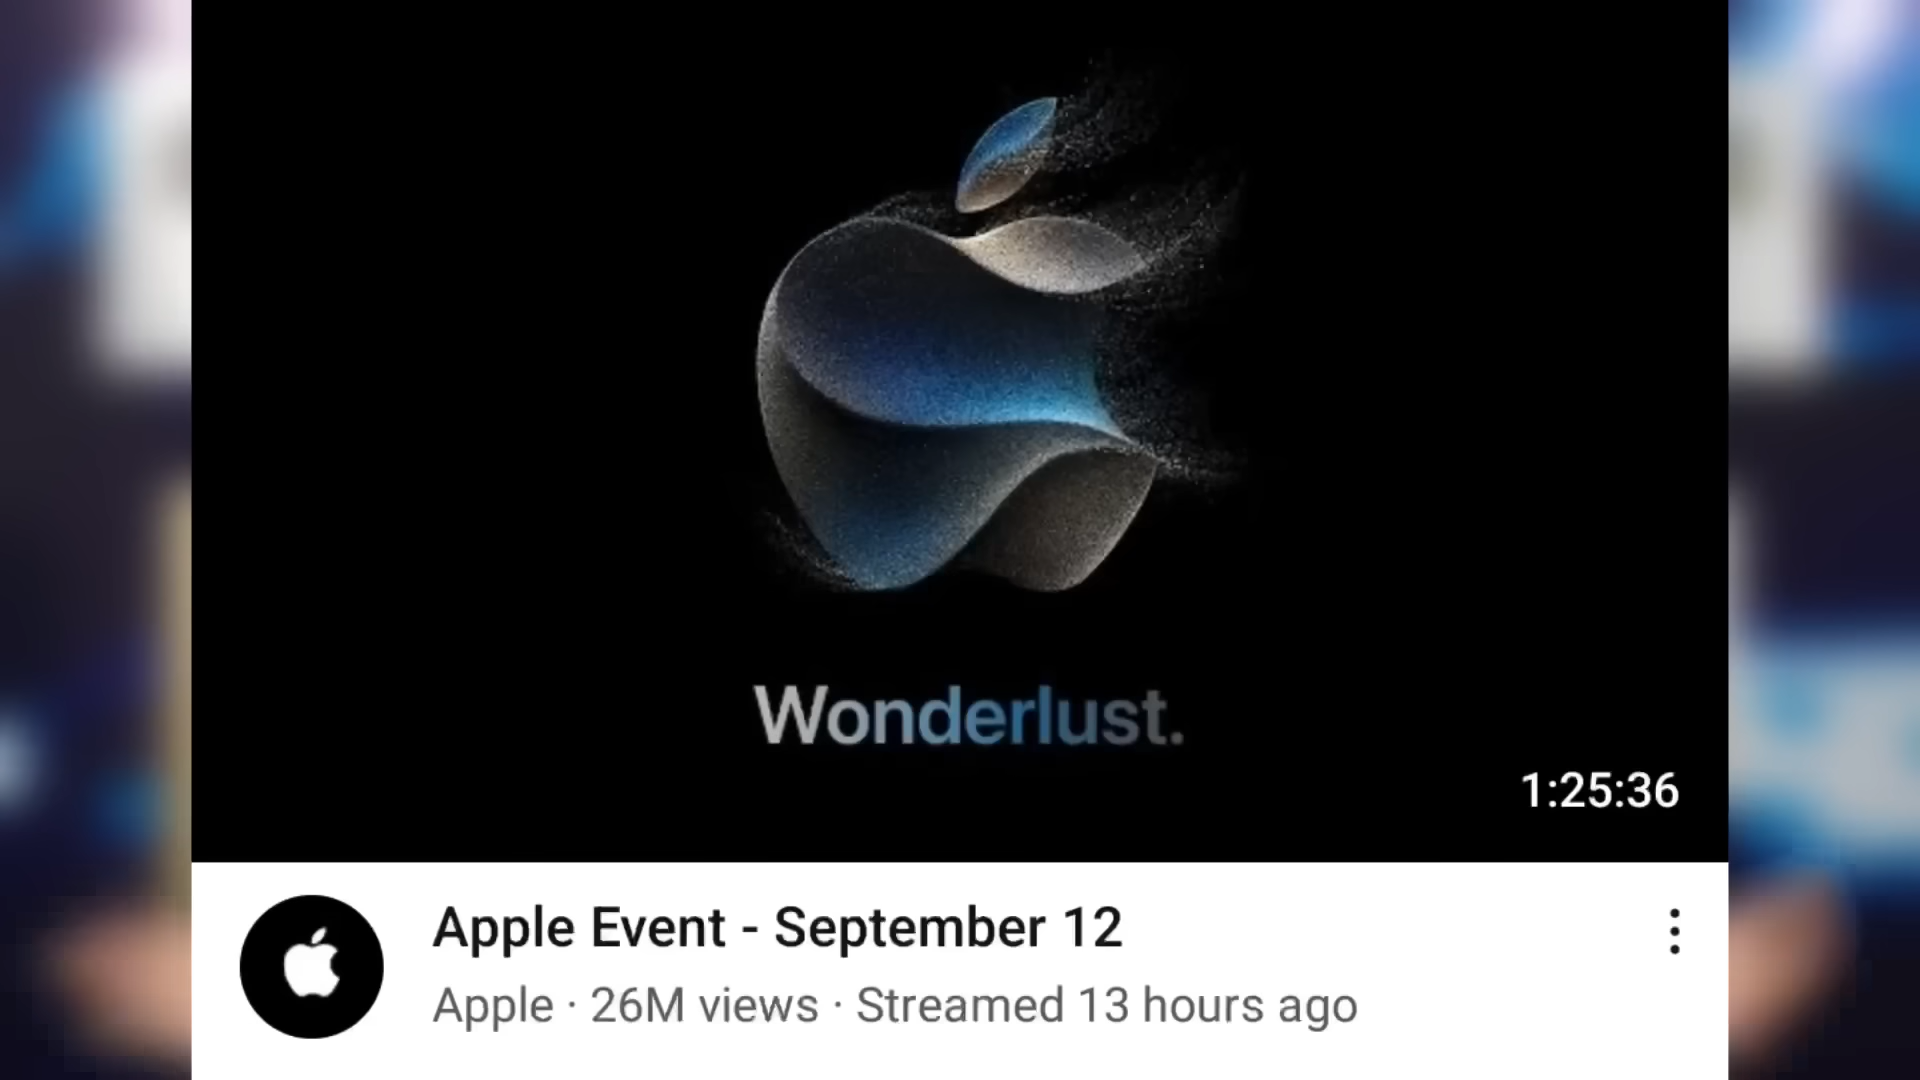 Wonderlust.
1:25:36
Apple Event - September 12
Apple · 26M views · Streamed 13 hours ago